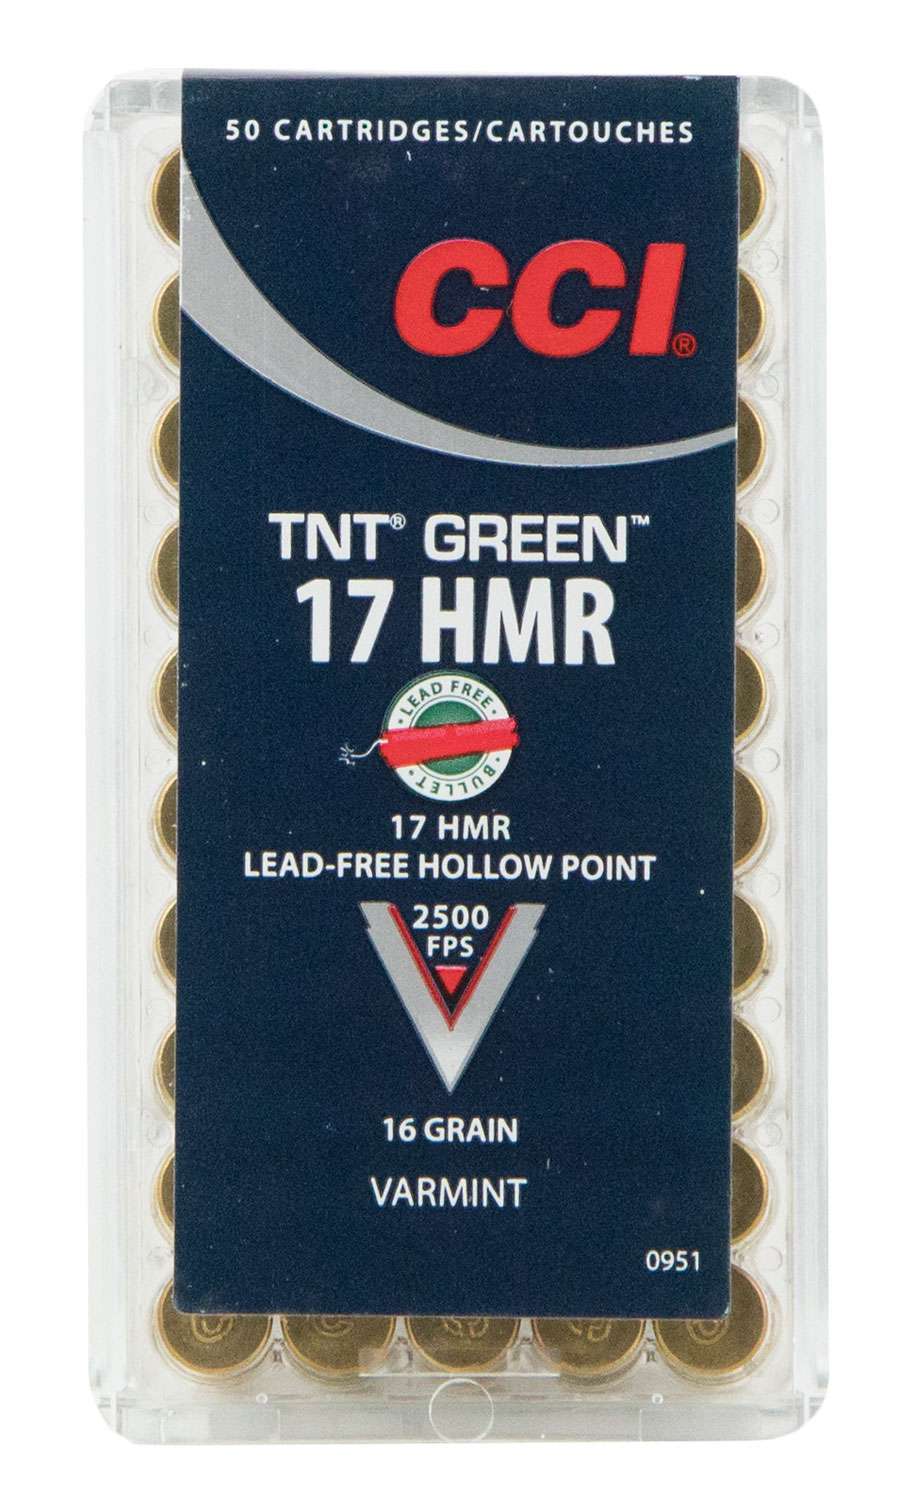 50 CARTRIDGES/CARTOUCHES
CCI®
TNT® GREEN™
17 HMR
LEAD FREE
BULLET
17 HMR
LEAD-FREE HOLLOW POINT
2500
FPS
16 GRAIN
VARMINT
0951